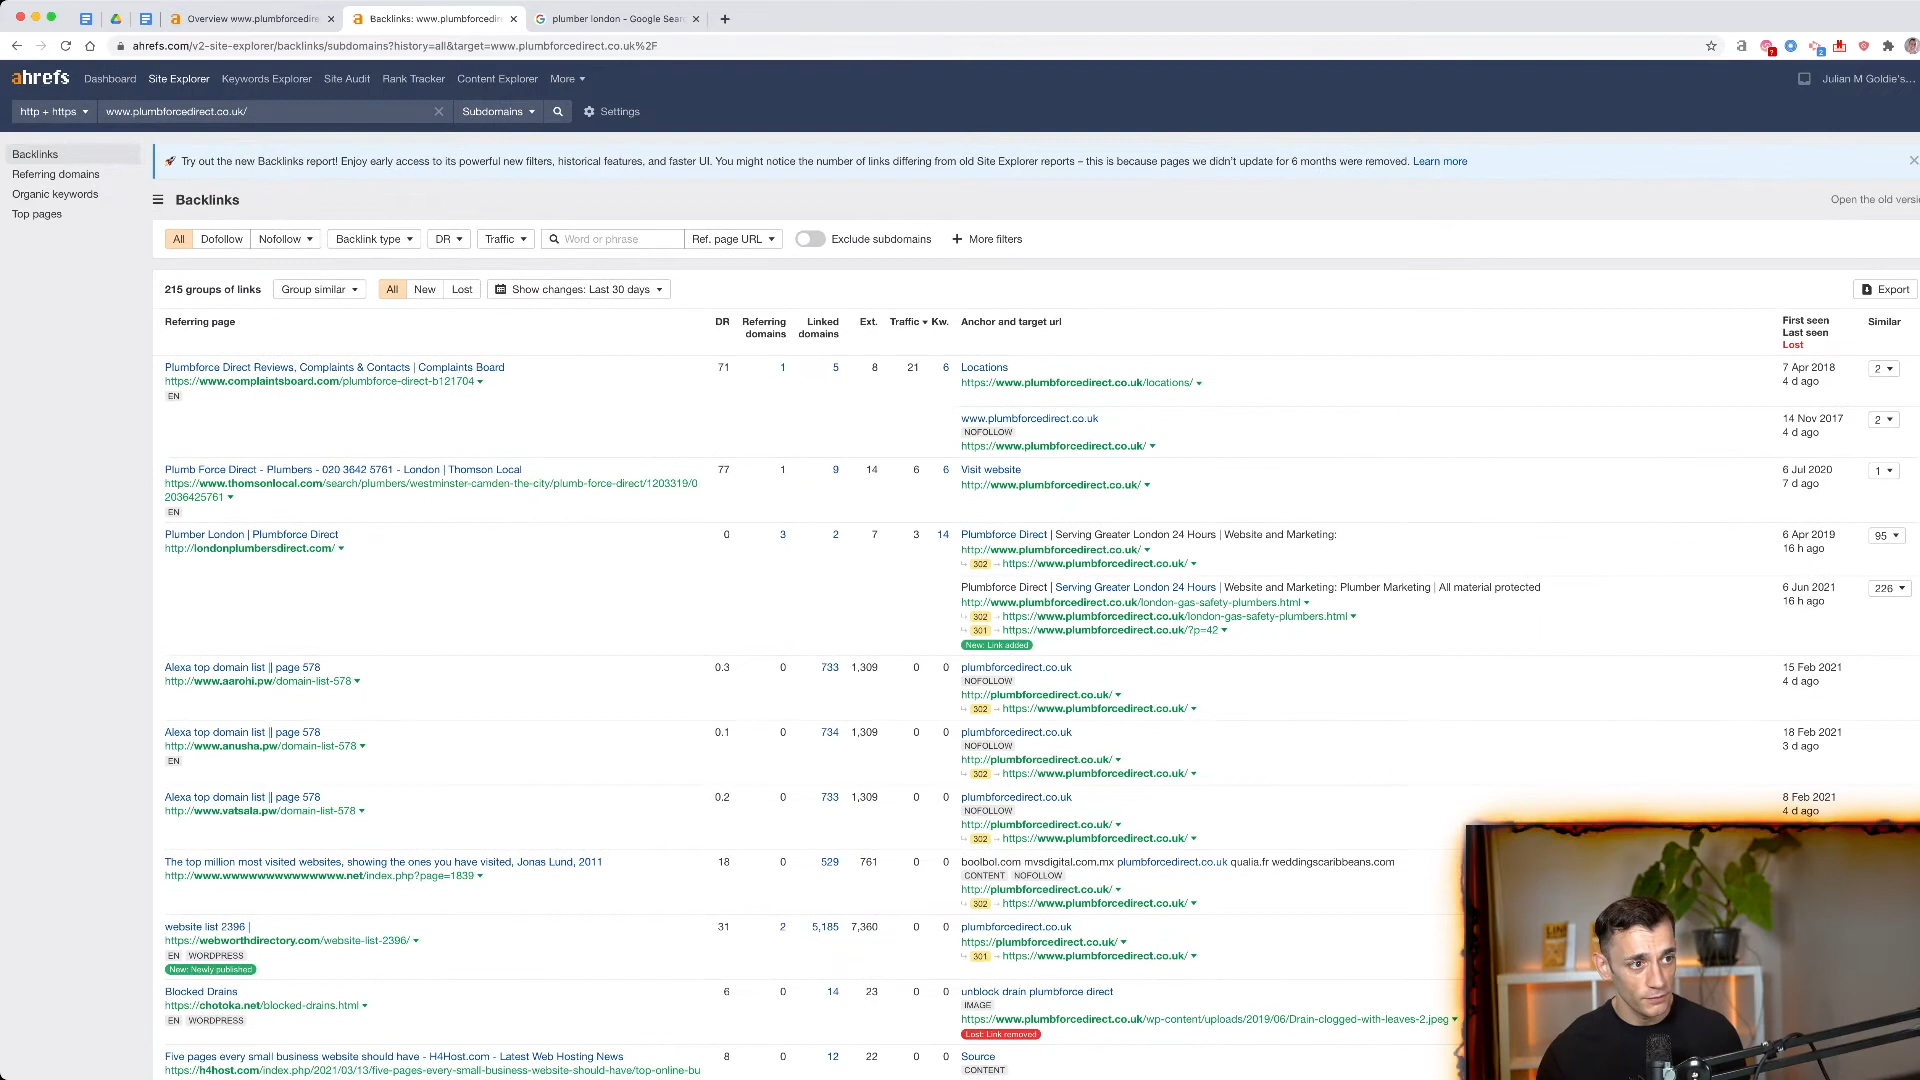 Overview www.plumbforcedire
Backlinks: www.plumbforcedire
plumber london - Google Sear
ahrefs.com/v2-site-explorer/backlinks/subdomains?history=all&target=www.plumbforcedirect.co.uk%2F
ahrefs Dashboard Site Explorer Keywords Explorer Site Audit Rank Tracker Content Explorer More Julian M Goldie's...
http + https www.plumbforcedirect.co.uk/ Subdomains Settings
Backlinks
Referring domains
Organic keywords
Top pages
Try out the new Backlinks report! Enjoy early access to its powerful new filters, historical features, and faster UI. You might notice the number of links differing from old Site Explorer reports – this is because pages we didn't update for 6 months were removed. Learn more
Backlinks Open the old versi
All Dofollow Nofollow Backlink type DR Traffic Word or phrase Ref. page URL Exclude subdomains + More filters
215 groups of links Group similar All New Lost Show changes: Last 30 days Export
Referring page DR Referring domains Linked domains Ext. Traffic Kw. Anchor and target url First seen Last seen Lost Similar
Plumbforce Direct Reviews, Complaints & Contacts | Complaints Board 71 1 5 8 21 6 Locations 7 Apr 2018 2
https://www.complaintsboard.com/plumbforce-direct-b121704 https://www.plumbforcedirect.co.uk/locations/ 4 d ago
EN
www.plumbforcedirect.co.uk 14 Nov 2017 2
NOFOLLOW 4 d ago
https://www.plumbforcedirect.co.uk/
Plumb Force Direct - Plumbers - 020 3642 5761 - London | Thomson Local 77 1 9 14 6 6 Visit website 6 Jul 2020 1
https://www.thomsonlocal.com/search/plumbers/westminster-camden-the-city/plumb-force-direct/1203319/0 http://www.plumbforcedirect.co.uk/ 7 d ago
2036425761
EN
Plumber London | Plumbforce Direct 0 3 2 7 3 14 Plumbforce Direct | Serving Greater London 24 Hours | Website and Marketing: 6 Apr 2019 95
http://londonplumbersdirect.com/ http://www.plumbforcedirect.co.uk/ 16 h ago
302 https://www.plumbforcedirect.co.uk/
Plumbforce Direct | Serving Greater London 24 Hours | Website and Marketing: Plumber Marketing | All material protected 6 Jun 2021 226
http://www.plumbforcedirect.co.uk/london-gas-safety-plumbers.html 16 h ago
302 https://www.plumbforcedirect.co.uk/london-gas-safety-plumbers.html
301 https://www.plumbforcedirect.co.uk/?p=42
New: Link added
Alexa top domain list || page 578 0.3 0 733 1,309 0 0 plumbforcedirect.co.uk 15 Feb 2021
http://www.aarohi.pw/domain-list-578 NOFOLLOW 4 d ago
http://plumbforcedirect.co.uk/
302 https://www.plumbforcedirect.co.uk/
Alexa top domain list || page 578 0.1 0 734 1,309 0 0 plumbforcedirect.co.uk 18 Feb 2021
http://www.anusha.pw/domain-list-578 NOFOLLOW 3 d ago
EN http://plumbforcedirect.co.uk/
302 https://www.plumbforcedirect.co.uk/
Alexa top domain list || page 578 0.2 0 733 1,309 0 0 plumbforcedirect.co.uk 8 Feb 2021
http://www.vatsala.pw/domain-list-578 NOFOLLOW 4 d ago
http://plumbforcedirect.co.uk/
302 https://www.plumbforcedirect.co.uk/
The top million most visited websites, showing the ones you have visited, Jonas Lund, 2011 18 0 529 761 0 0 boolbol.com mvsdigital.com.mx plumbforcedirect.co.uk qualia.fr weddingscaribbeans.com
CONTENT NOFOLLOW
http://plumbforcedirect.co.uk/
302 https://www.plumbforcedirect.co.uk/
website list 2396 | 31 2 5,185 7,360 0 0 plumbforcedirect.co.uk
https://webworthdirectory.com/website-list-2396/ https://plumbforcedirect.co.uk/
EN WORDPRESS 301 https://www.plumbforcedirect.co.uk/
New: Newly published
Blocked Drains 6 0 14 23 0 0 unblock drain plumbforce direct
https://chotoka.net/blocked-drains.html IMAGE
EN WORDPRESS https://www.plumbforcedirect.co.uk/wp-content/uploads/2019/06/Drain-clogged-with-leaves-2.jpeg
Lost: Link removed
Five pages every small business website should have - H4Host.com - Latest Web Hosting News 8 0 12 22 0 0 Source
https://h4host.com/index.php/2021/03/13/five-pages-every-small-business-website-should-have/top-online-bu CONTENT